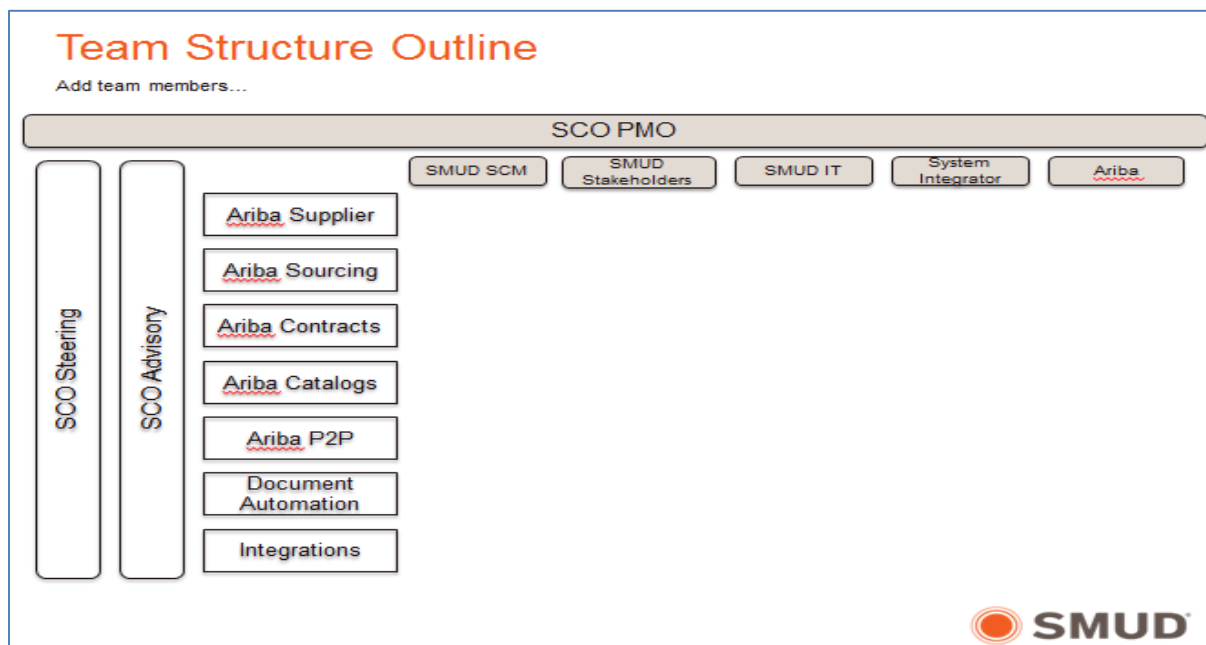 Team Structure Outline
Add team members...
SCO PMO
SMUD SCM
SMUD
Stakeholders
SMUD IT
System
Integrator
Ariba
SCO Steering
SCO Advisory
Ariba Supplier
Ariba Sourcing
Ariba Contracts
Ariba Catalogs
Ariba P2P
Document
Automation
Integrations
SMUD